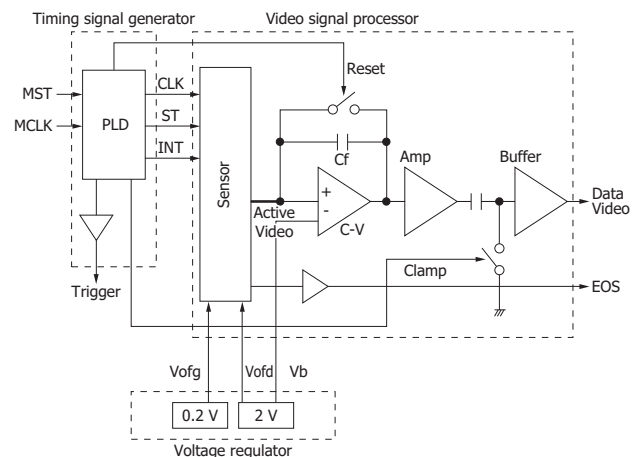 Timing signal generator
Video signal processor
MST
MCLK
PLD
CLK
ST
INT
Sensor
Reset
Cf
+
-
C-V
Active
Video
Amp
Buffer
Clamp
Data
Video
EOS
Trigger
Vofg
Vofd
Vb
0.2 V
2 V
Voltage regulator